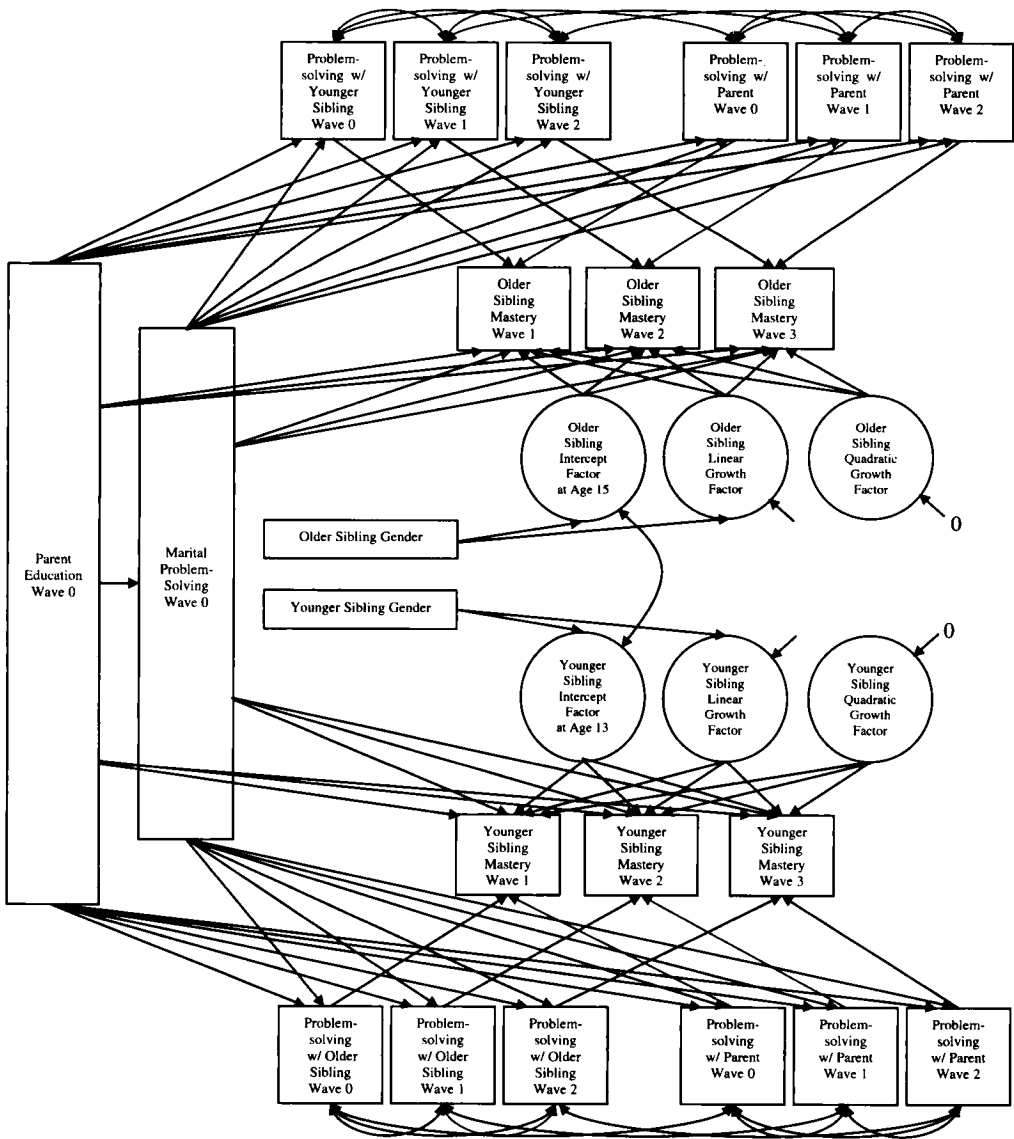 Problem-
solving w/
Younger
Sibling
Wave 0
Problem-
solving w/
Younger
Sibling
Wave 1
Problem-
solving w/
Younger
Sibling
Wave 2
Problem-
solving w/
Parent
Wave 0
Problem-
solving w/
Parent
Wave 1
Problem-
solving w/
Parent
Wave 2
Older
Sibling
Mastery
Wave 1
Older
Sibling
Mastery
Wave 2
Older
Sibling
Mastery
Wave 3
Older
Sibling
Intercept
Factor
at Age 15
Older
Sibling
Linear
Growth
Factor
Older
Sibling
Quadratic
Growth
Factor
0
Older Sibling Gender
Parent
Education
Wave 0
Marital
Problem-
Solving
Wave 0
Younger Sibling Gender
0
Younger
Sibling
Intercept
Factor
at Age 13
Younger
Sibling
Linear
Growth
Factor
Younger
Sibling
Quadratic
Growth
Factor
Younger
Sibling
Mastery
Wave 1
Younger
Sibling
Mastery
Wave 2
Younger
Sibling
Mastery
Wave 3
Problem-
solving
w/ Older
Sibling
Wave 0
Problem-
solving
w/ Older
Sibling
Wave 1
Problem-
solving
w/ Older
Sibling
Wave 2
Problem-
solving
w/ Parent
Wave 0
Problem-
solving
w/ Parent
Wave 1
Problem-
solving
w/ Parent
Wave 2